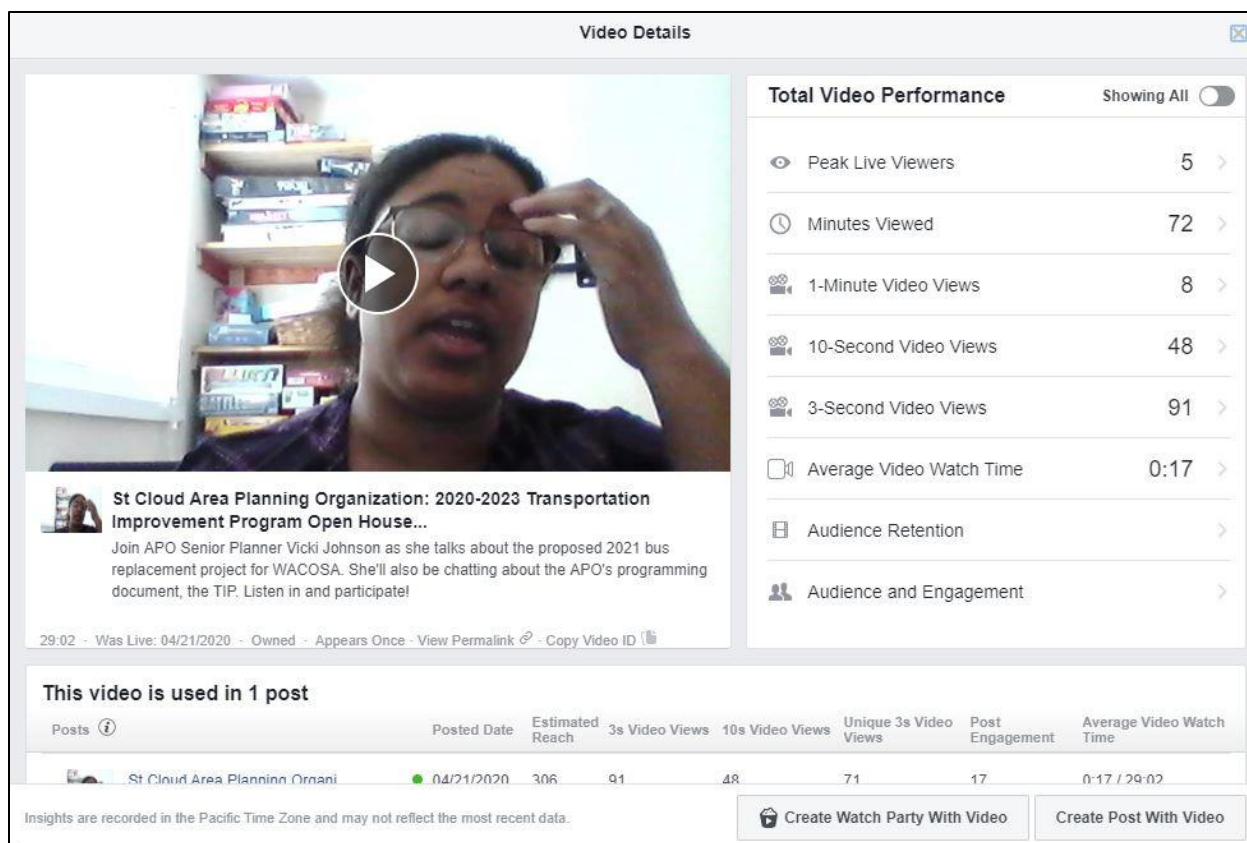 Video Details
Total Video Performance
Showing All
Peak Live Viewers 5
Minutes Viewed 72
1-Minute Video Views 8
10-Second Video Views 48
3-Second Video Views 91
Average Video Watch Time 0:17
Audience Retention
Audience and Engagement
St Cloud Area Planning Organization: 2020-2023 Transportation
Improvement Program Open House...
Join APO Senior Planner Vicki Johnson as she talks about the proposed 2021 bus
replacement project for WACOSA. She'll also be chatting about the APO's programming
document, the TIP. Listen in and participate!
29:02 · Was Live: 04/21/2020 · Owned · Appears Once · View Permalink · Copy Video ID
This video is used in 1 post
Posts Posted Date Estimated Reach 3s Video Views 10s Video Views Unique 3s Video Views Post Engagement Average Video Watch Time
St Cloud Area Planning Organi... 04/21/2020 306 91 48 71 17 0:17 / 29:02
Insights are recorded in the Pacific Time Zone and may not reflect the most recent data.
Create Watch Party With Video
Create Post With Video